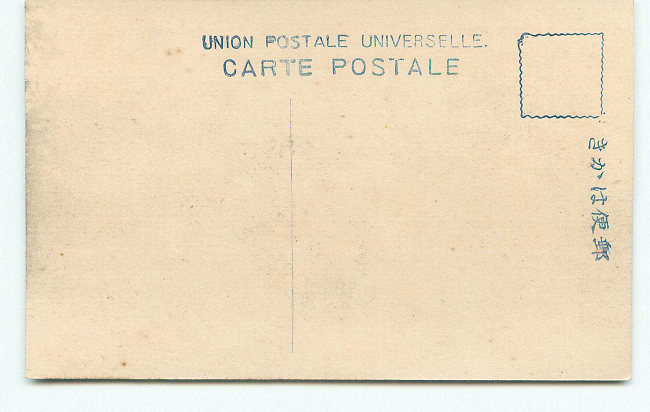 UNION POSTALE UNIVERSELLE.
CARTE POSTALE
郵便はかき